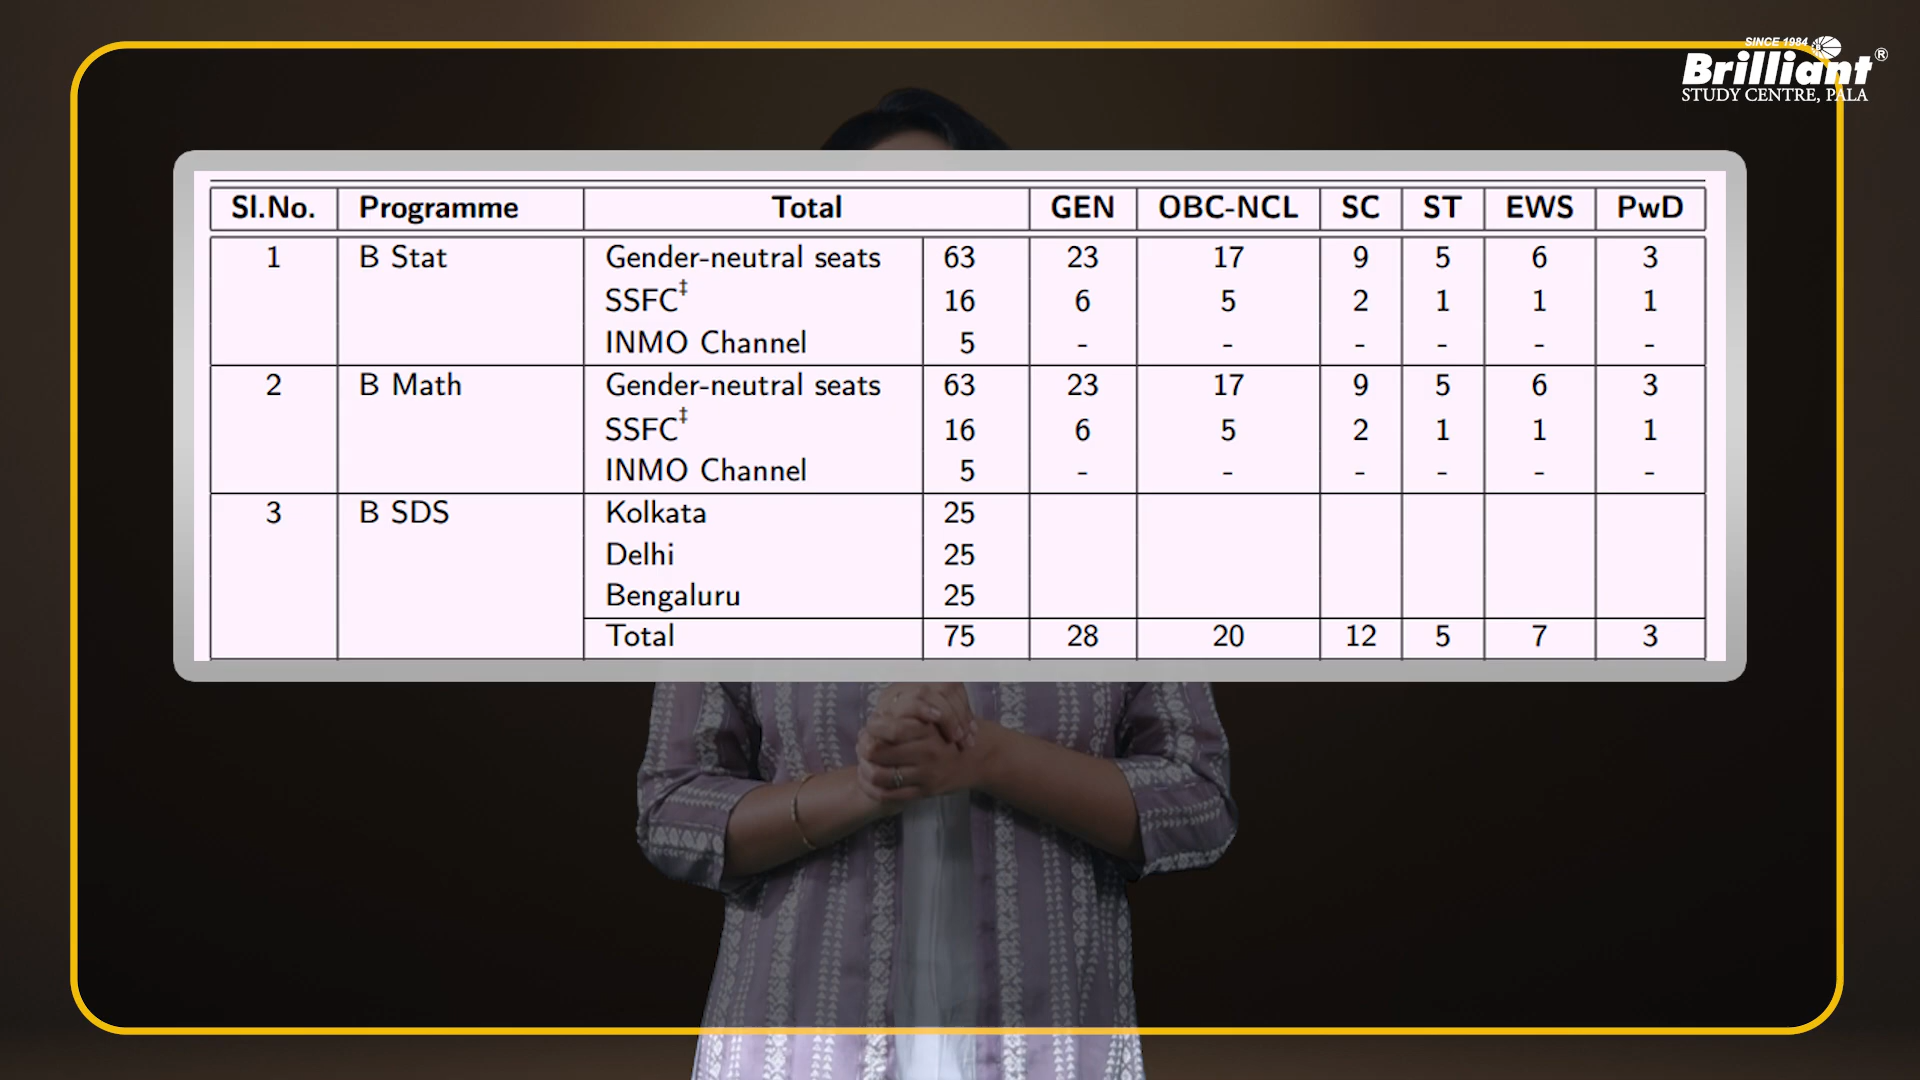 SINCE 1984
Brilliant ®
STUDY CENTRE, PALA
Sl.No. Programme Total GEN OBC-NCL SC ST EWS PwD
1 B Stat Gender-neutral seats 63 23 17 9 5 6 3
SSFC‡ 16 6 5 2 1 1 1
INMO Channel 5 - - - - - -
2 B Math Gender-neutral seats 63 23 17 9 5 6 3
SSFC‡ 16 6 5 2 1 1 1
INMO Channel 5 - - - - - -
3 B SDS Kolkata 25
Delhi 25
Bengaluru 25
Total 75 28 20 12 5 7 3